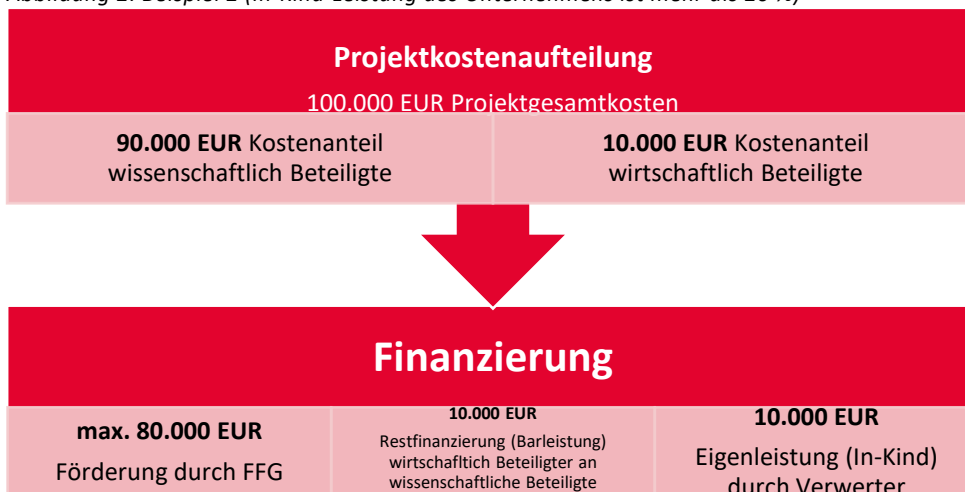 Projektkostenaufteilung
100.000 EUR Projektgesamtkosten
90.000 EUR Kostenanteil
wissenschaftlich Beteiligte
10.000 EUR Kostenanteil
wirtschaftlich Beteiligte
Finanzierung
max. 80.000 EUR
Förderung durch FFG
10.000 EUR
Restfinanzierung (Barleistung)
wirtschafltich Beteiligter an
wissenschaftliche Beteiligte
10.000 EUR
Eigenleistung (In-Kind)
durch Verwerter